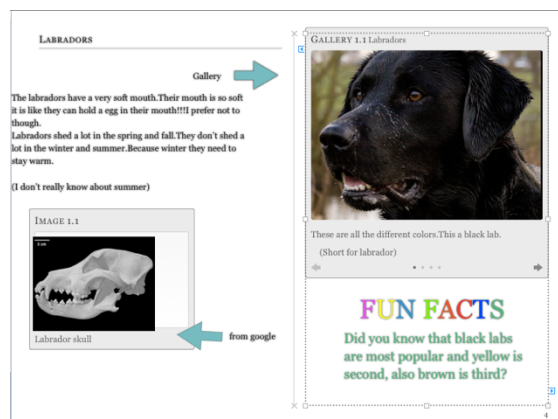 LABRADORS
Gallery
The labradors have a very soft mouth.Their mouth is so soft
it is like they can hold a egg in their mouth!!!I prefer not to
though.
Labradors shed a lot in the spring and fall.They don't shed a
lot in the winter and summer.Because winter they need to
stay warm.
(I don't really know about summer)
IMAGE 1.1
Labrador skull
from google
GALLERY 1.1 Labradors
These are all the different colors.This a black lab.
(Short for labrador)
FUN FACTS
Did you know that black labs
are most popular and yellow is
second, also brown is third?
4